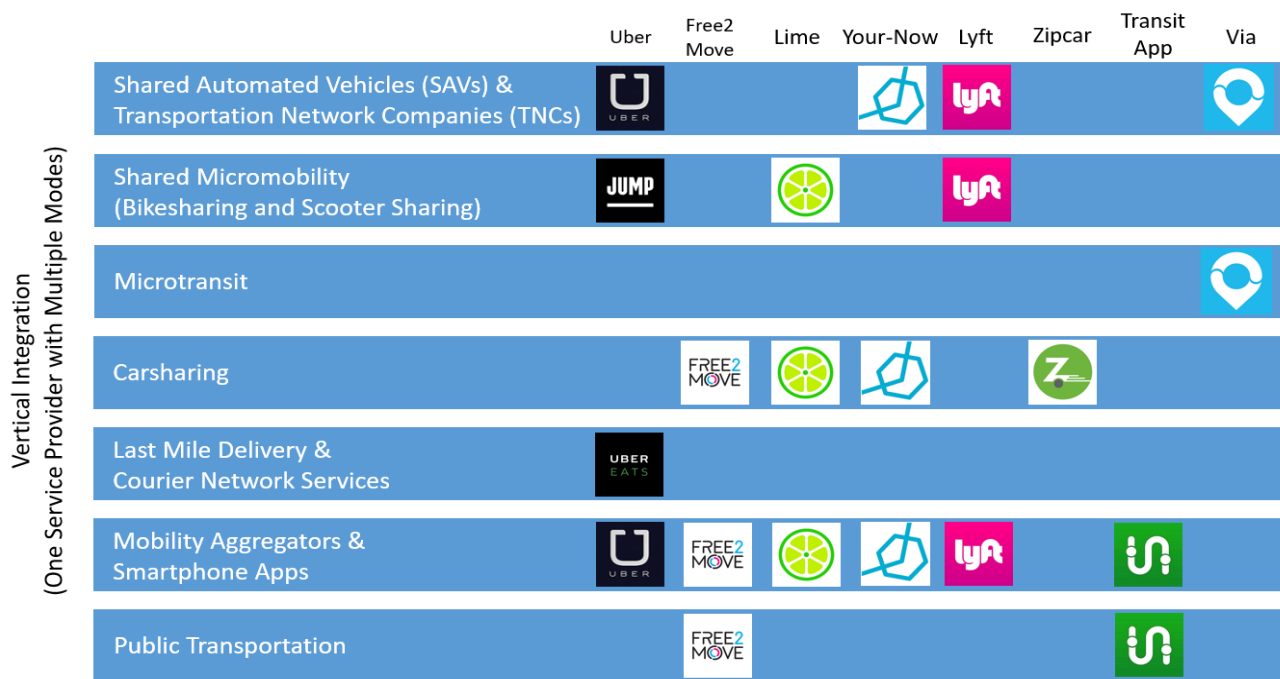 Uber
Free2
Move
Lime
Your-Now
Lyft
Zipcar
Transit
App
Via
Vertical Integration
(One Service Provider with Multiple Modes)
Shared Automated Vehicles (SAVs) &
Transportation Network Companies (TNCs)
UBER
lyft
Shared Micromobility
(Bikesharing and Scooter Sharing)
JUMP
lyft
Microtransit
Carsharing
FREE2
MOVE
Z
Last Mile Delivery &
Courier Network Services
UBER
EATS
Mobility Aggregators &
Smartphone Apps
UBER
FREE2
MOVE
lyft
Public Transportation
FREE2
MOVE